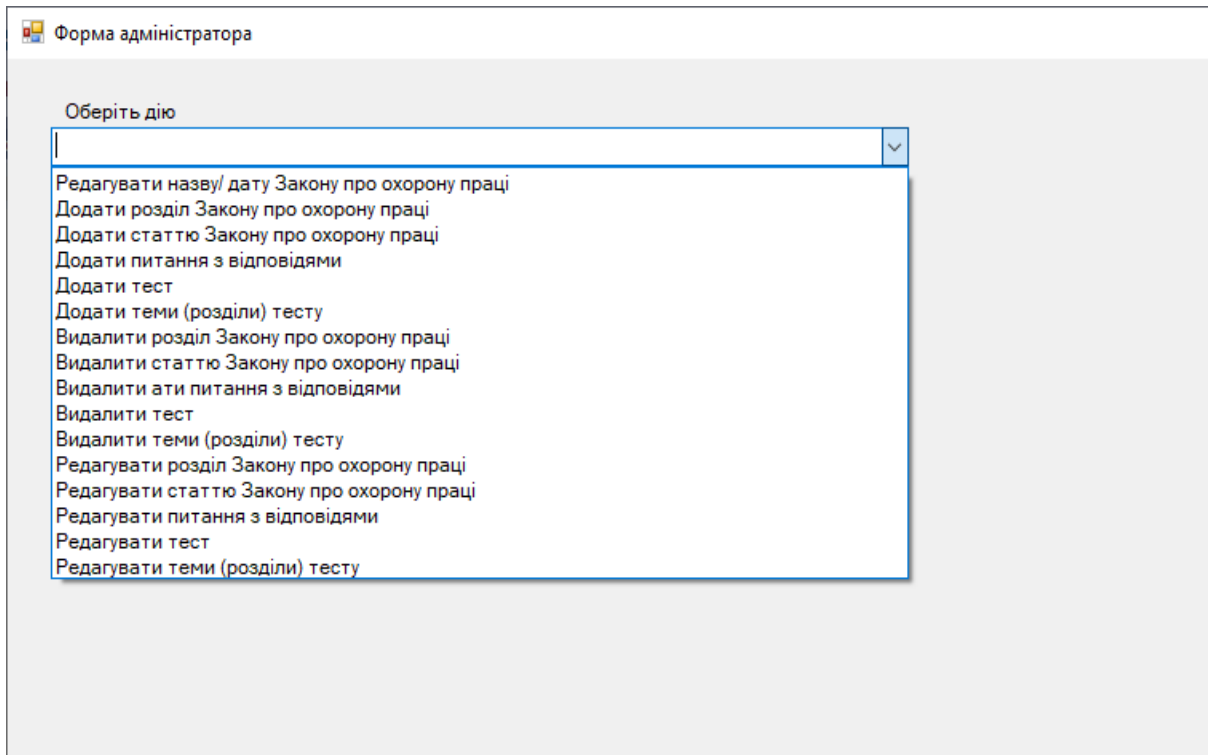 Форма адміністратора
Оберіть дію
Редагувати назву/ дату Закону про охорону праці
Додати розділ Закону про охорону праці
Додати статтю Закону про охорону праці
Додати питання з відповідями
Додати тест
Додати теми (розділи) тесту
Видалити розділ Закону про охорону праці
Видалити статтю Закону про охорону праці
Видалити ати питання з відповідями
Видалити тест
Видалити теми (розділи) тесту
Редагувати розділ Закону про охорону праці
Редагувати статтю Закону про охорону праці
Редагувати питання з відповідями
Редагувати тест
Редагувати теми (розділи) тесту